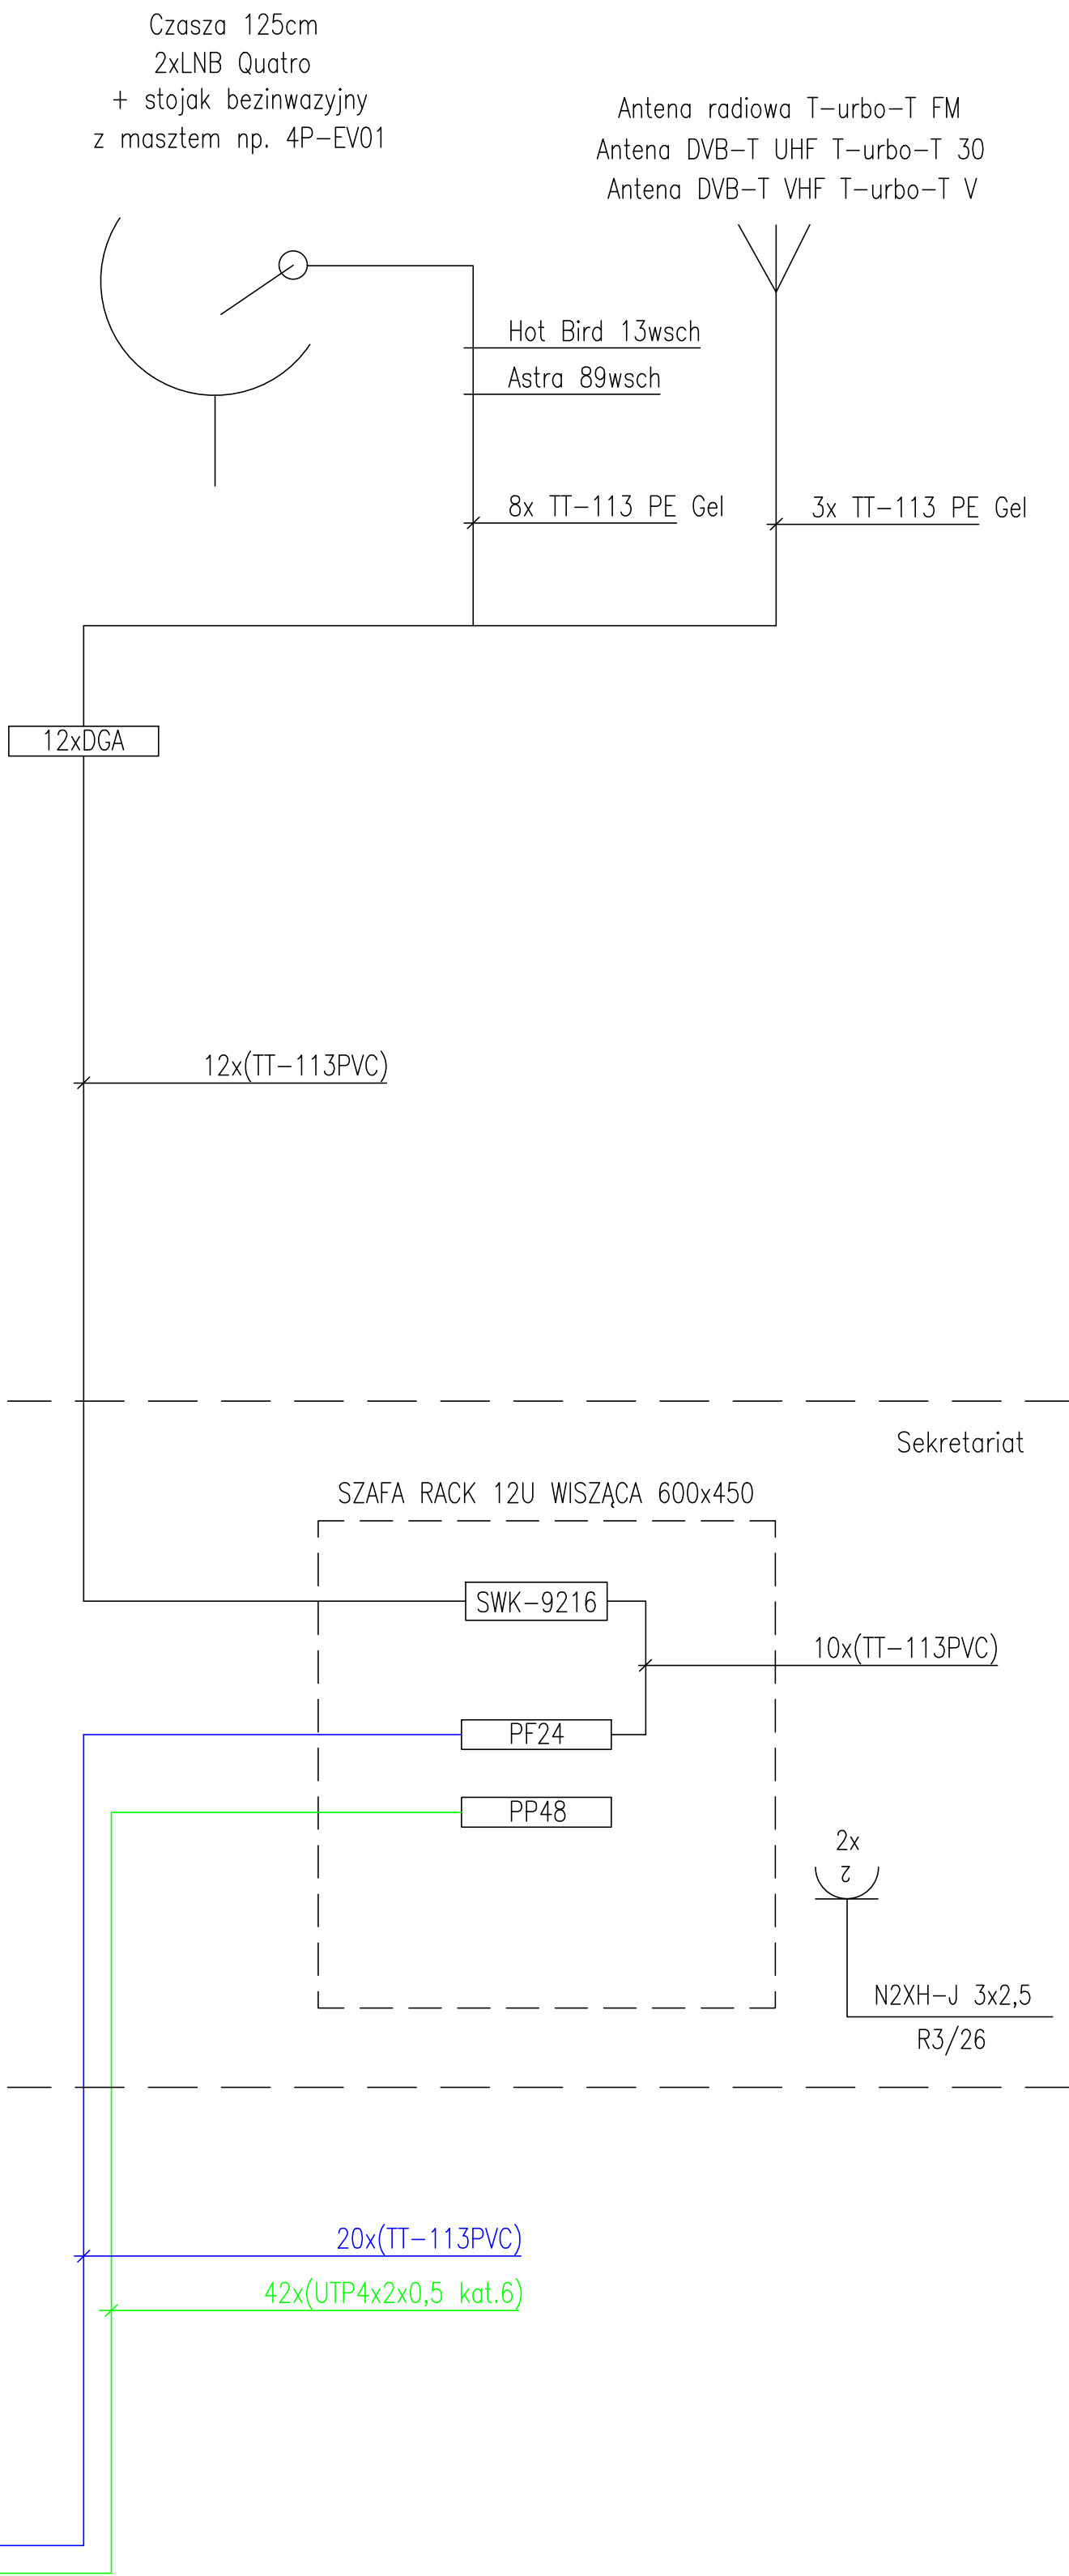 Czasza 125cm
2xLNB Quatro
+ stojak bezinwazyjny
z masztem np. 4P-EV01
Antena radiowa T-urbo-T FM
Antena DVB-T UHF T-urbo-T 30
Antena DVB-T VHF T-urbo-T V
Hot Bird 13wsch
Astra 89wsch
8x TT-113 PE Gel
3x TT-113 PE Gel
12xDGA
12x(TT-113PVC)
Sekretariat
SZAFA RACK 12U WISZĄCA 600x450
SWK-9216
10x(TT-113PVC)
PF24
PP48
2x
2
N2XH-J 3x2,5
R3/26
20x(TT-113PVC)
42x(UTP4x2x0,5 kat.6)